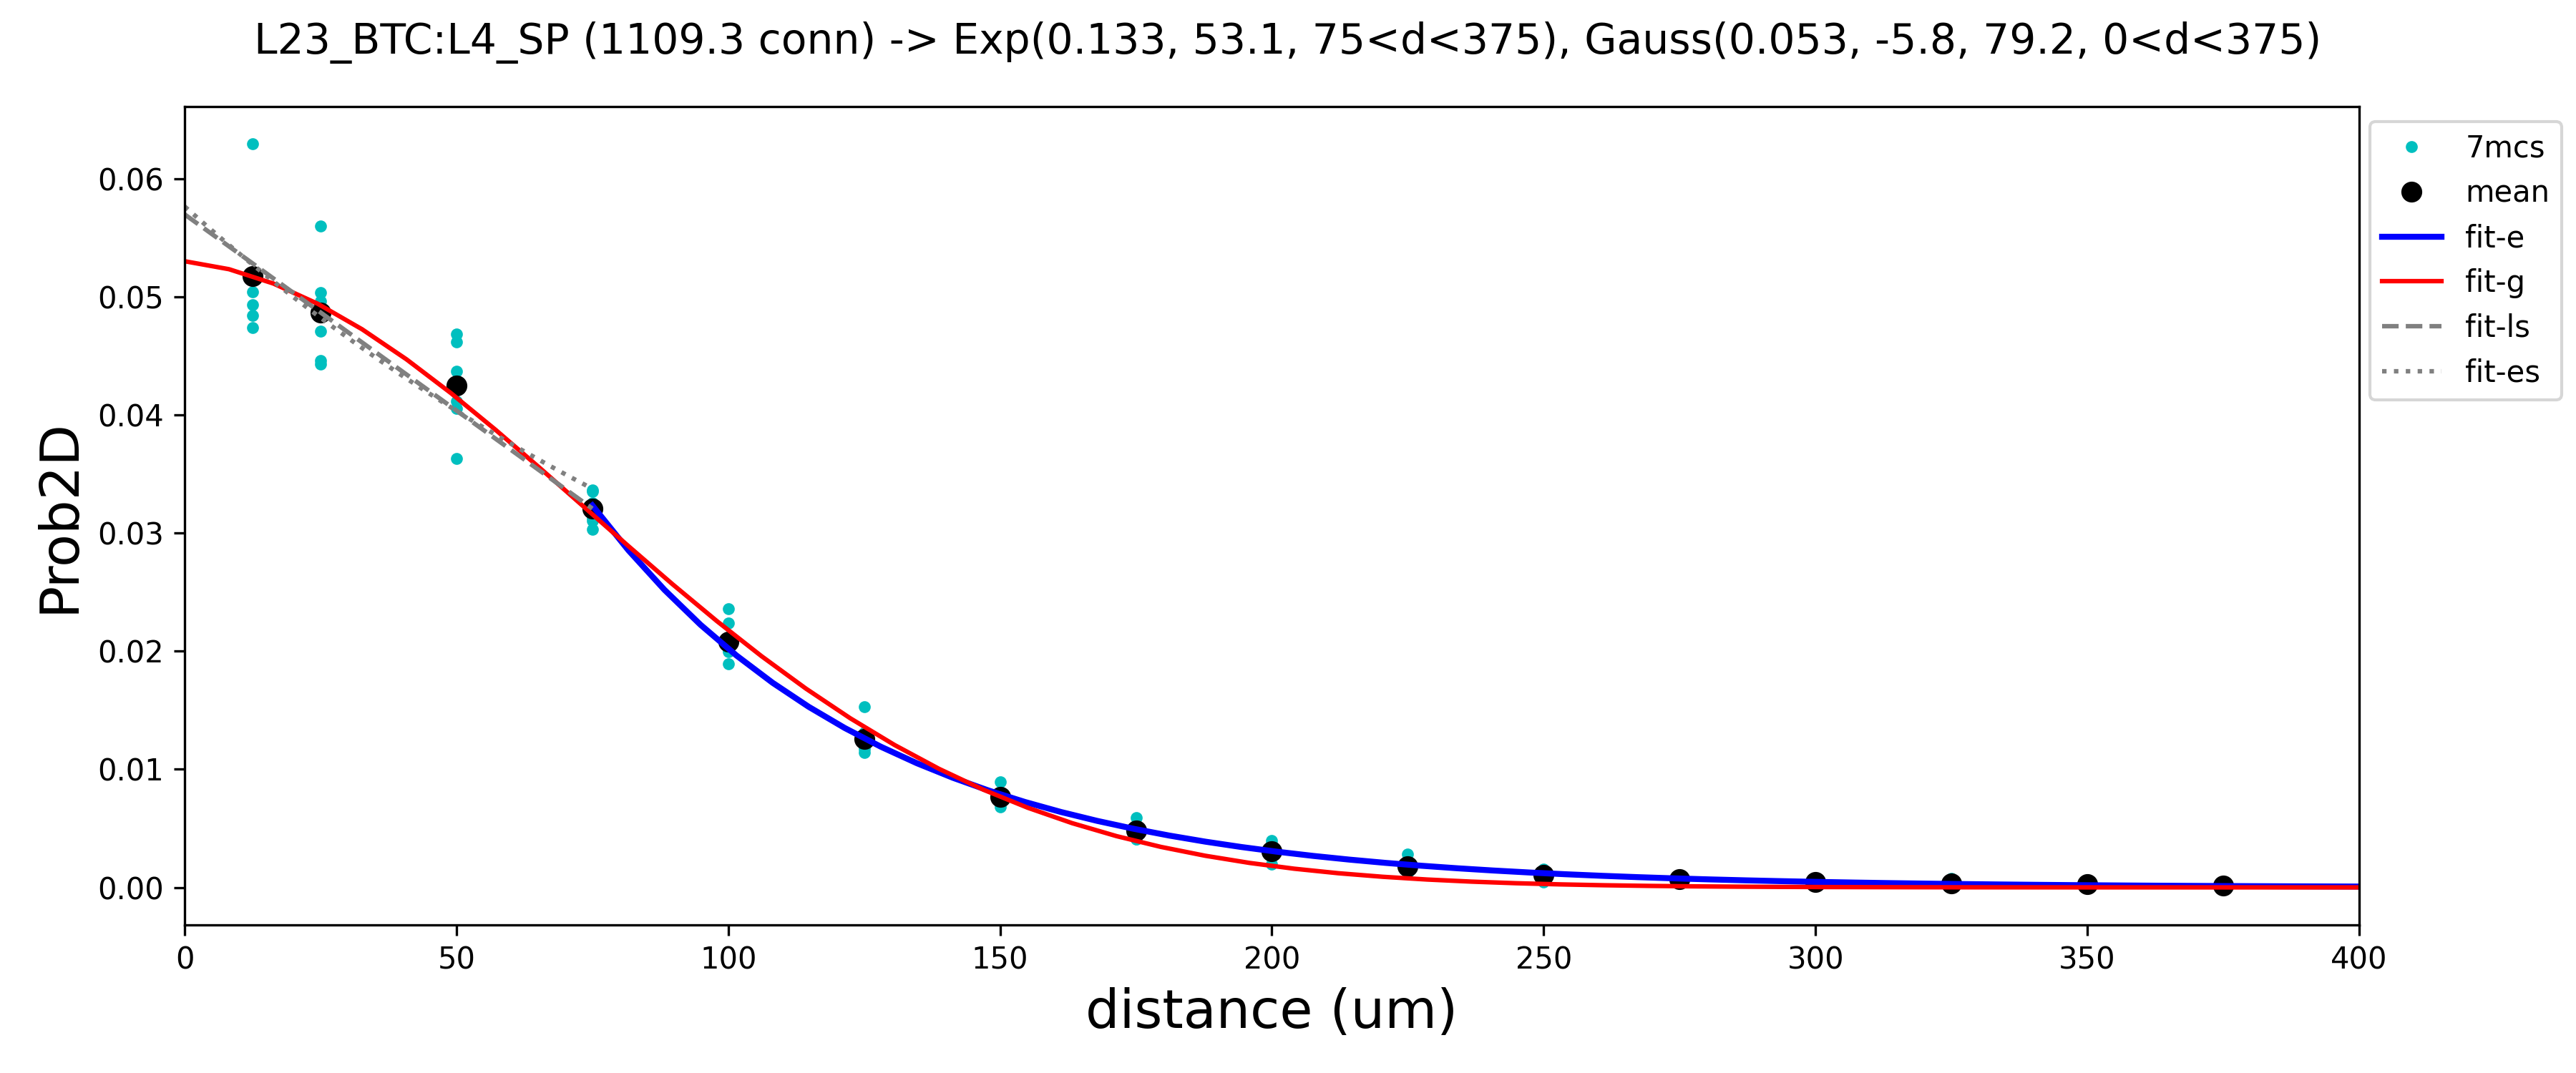 L23_BTC:L4_SP (1109.3 conn) -> Exp(0.133, 53.1, 75<d<375), Gauss(0.053, -5.8, 79.2, 0<d<375)
7mcs
mean
fit-e
fit-g
fit-ls
fit-es
Prob2D
0.06
0.05
0.04
0.03
0.02
0.01
0.00
0 50 100 150 200 250 300 350 400
distance (um)